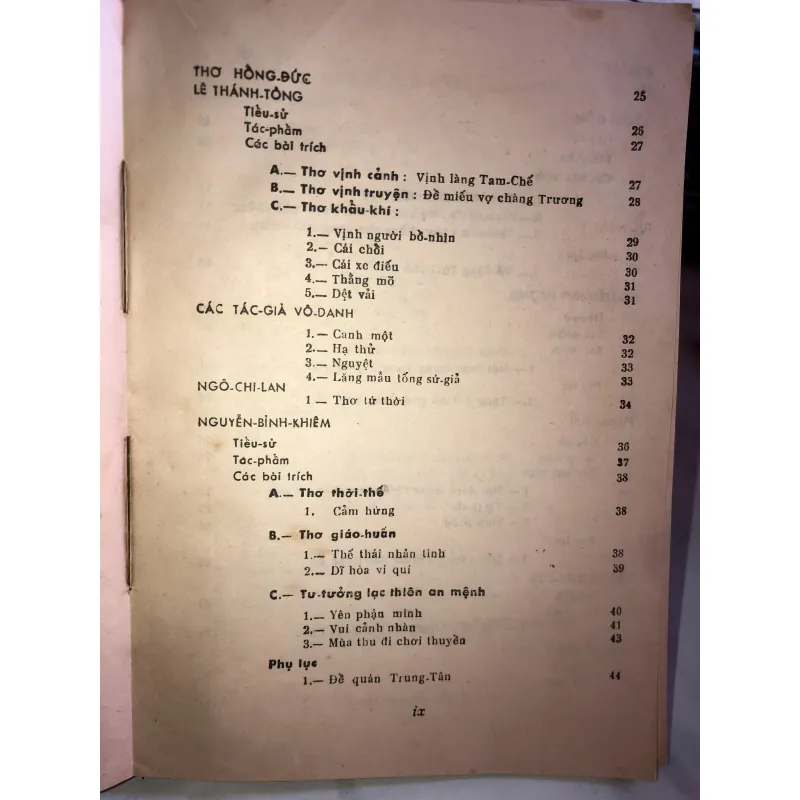 THƠ HỒNG-ĐỨC
LÊ THÁNH-TÔNG 25
Tiểu-sử
Tác-phẩm 26
Các bài trích 27
A.— Thơ vịnh cảnh : Vịnh làng Tam-Chế 27
B.— Thơ vịnh truyện : Đề miếu vợ chàng Trương 28
C.— Thơ khẩu-khí :
1.— Vịnh người bồ-nhìn 29
2.— Cái chổi 30
3.— Cái xe điếu 30
4.— Thằng mõ 31
5.— Dệt vải 31
CÁC TÁC-GIẢ VÔ-DANH
1.— Canh một 32
2.— Hạ thử 32
3.— Nguyệt 33
4.— Lăng mẫu tống sứ-giả 33
NGÔ-CHI-LAN
1 — Thơ tứ thời 34
NGUYỄN-BỈNH-KHIÊM
Tiểu-sử 36
Tác-phẩm 37
Các bài trích 38
A.— Thơ thời-thế
1. Cảm hứng 38
B.— Thơ giáo-huấn
1.— Thế thái nhân tình 38
2.— Dĩ hòa vi quí 39
C.— Tư-tưởng lạc thiên an mệnh
1.— Yên phận mình 40
2.— Vui cảnh nhàn 41
3.— Mùa thu đi chơi thuyền 43
Phụ lục
1.— Đề quán Trung-Tân 44
ix